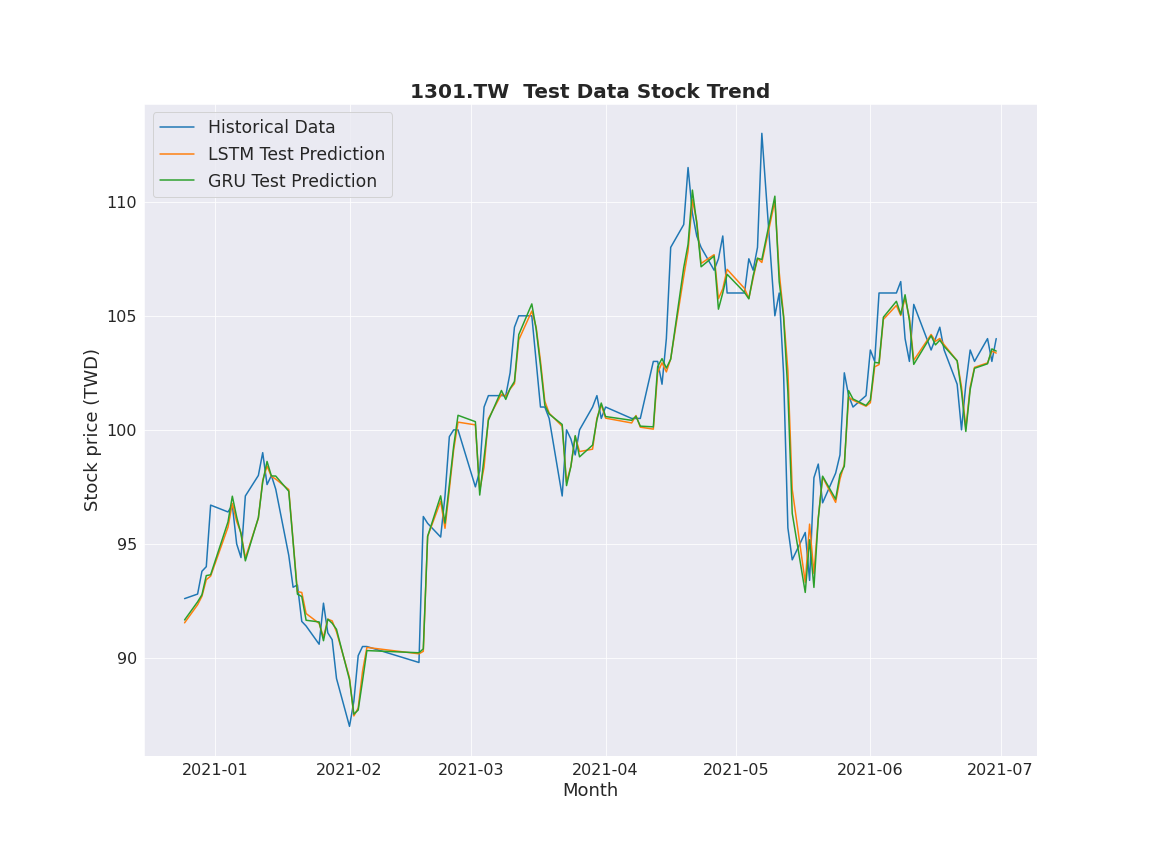 1301.TW  Test Data Stock Trend
Historical Data
LSTM Test Prediction
GRU Test Prediction
110
105
100
95
90
Stock price (TWD)
2021-01 2021-02 2021-03 2021-04 2021-05 2021-06 2021-07
Month